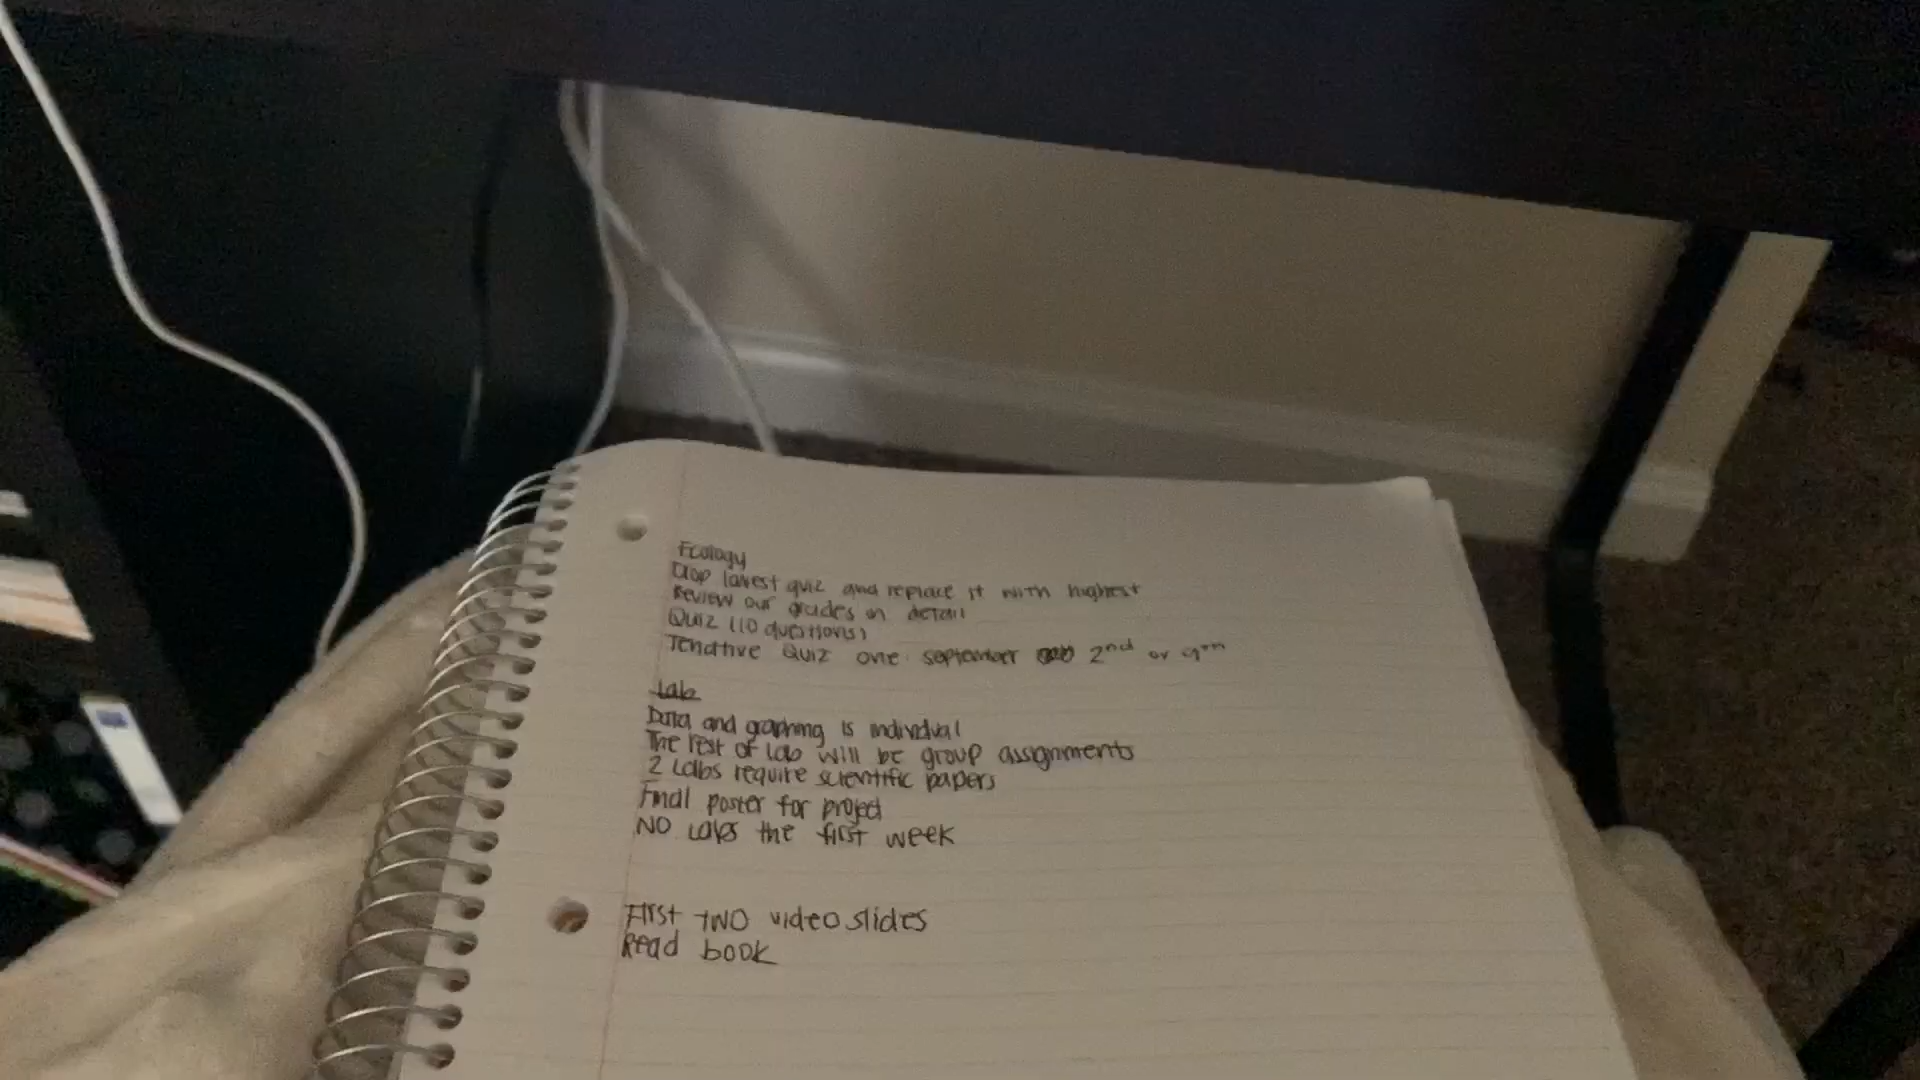 Ecology
Drop lowest quiz and replace it with highest
Review our grades in detail
Quiz (10 questions)
Tenative Quiz one september 2nd or 9th
Lab
Data and graphing is individual
The rest of Lab will be group assignments
2 Labs require scientific papers
Final poster for project
NO Labs the first week
First TWO video slides
Read book